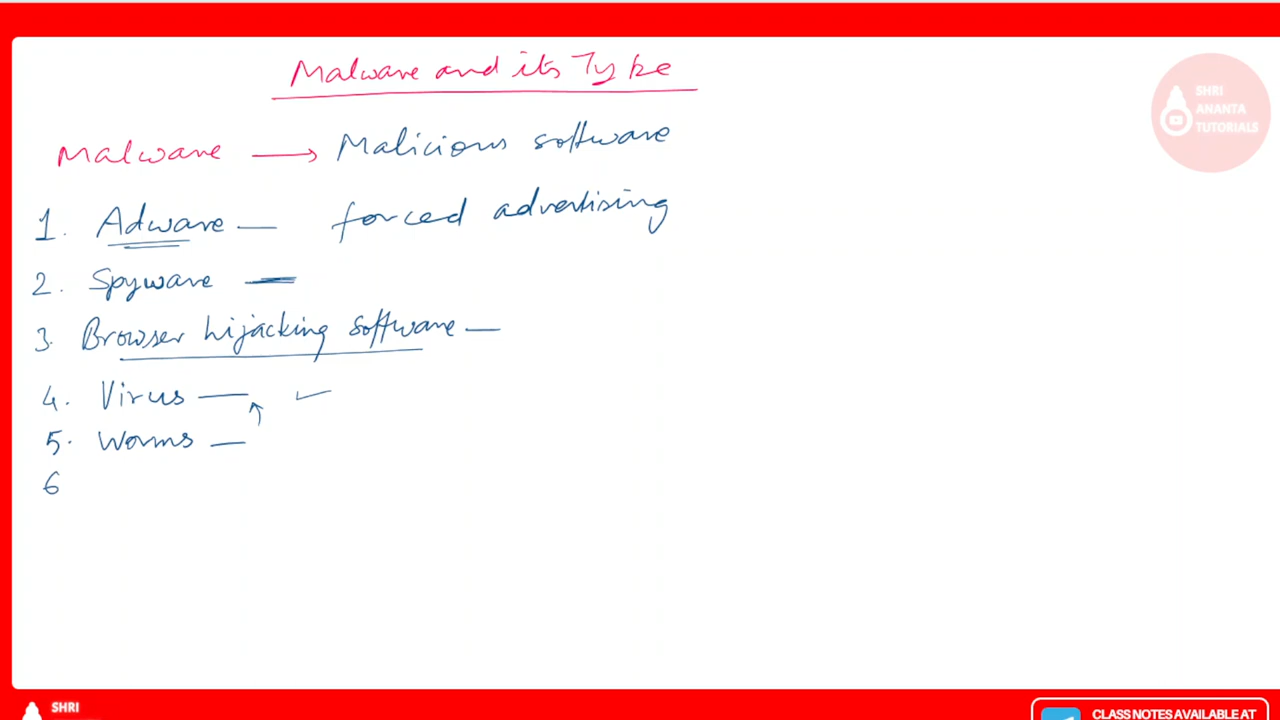 Malware and its Type
SHRI
ANANTA
TUTORIALS
Malware → Malicious software
1. Adware — forced advertising
2. Spyware —
3. Browser hijacking software —
4. Virus — ✓
5. Worms —
6
SHRI
CLASS NOTES AVAILABLE AT